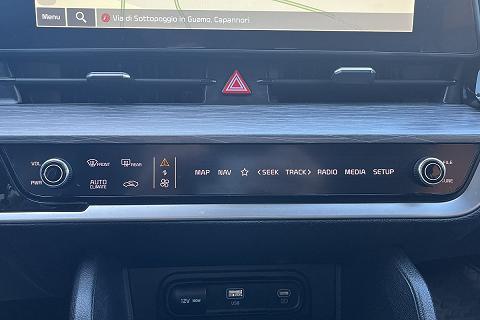 Menu
Via di Sottopoggio in Guamo, Capannori
VOL
PWR
FRONT
REAR
AUTO
CLIMATE
MAP NAV <SEEK TRACK> RADIO MEDIA SETUP
FILE
TUNE
12V
USB